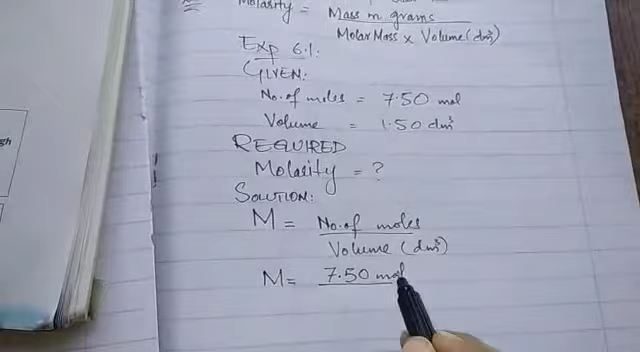 Molarity = Mass in grams
Molar Mass x Volume (dm³)
Exp 6.1:
GIVEN:
No. of moles = 7.50 mol
Volume = 1.50 dm³
REQUIRED
Molarity = ?
SOLUTION:
M = No. of moles
Volume (dm³)
M = 7.50 mol